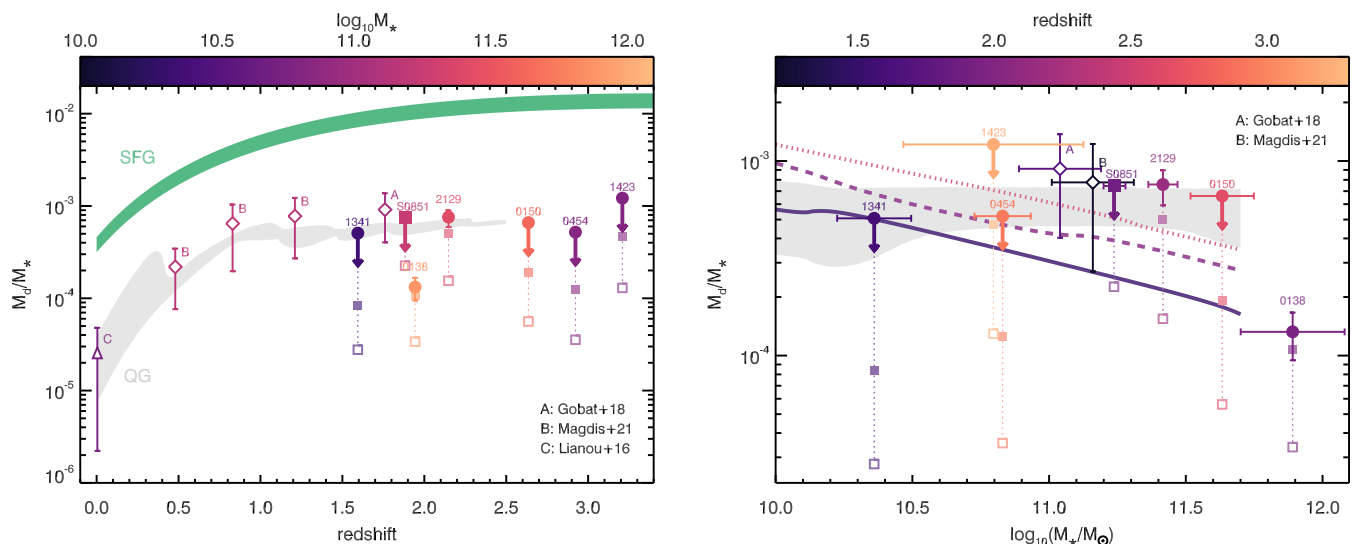 log₁₀M*
10.0 10.5 11.0 11.5 12.0
10⁻²
10⁻³
10⁻⁴
10⁻⁵
10⁻⁶
M_d/M*
SFG
QG
C
B
B
B
A
1341
S0851
0138
2129
0150
0454
1423
A: Gobat+18
B: Magdis+21
C: Lianou+16
0.0 0.5 1.0 1.5 2.0 2.5 3.0
redshift
redshift
1.5 2.0 2.5 3.0
10⁻³
10⁻⁴
M_d/M*
A: Gobat+18
B: Magdis+21
1423
A
B
S0851
2129
0150
1341
0454
0138
10.0 10.5 11.0 11.5 12.0
log₁₀(M*/M⊙)